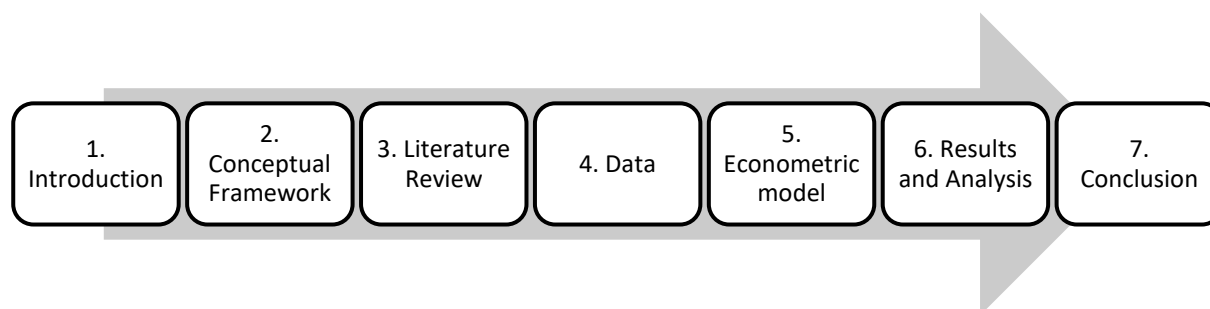 1.
Introduction
2.
Conceptual
Framework
3. Literature
Review
4. Data
5.
Econometric
model
6. Results
and Analysis
7.
Conclusion